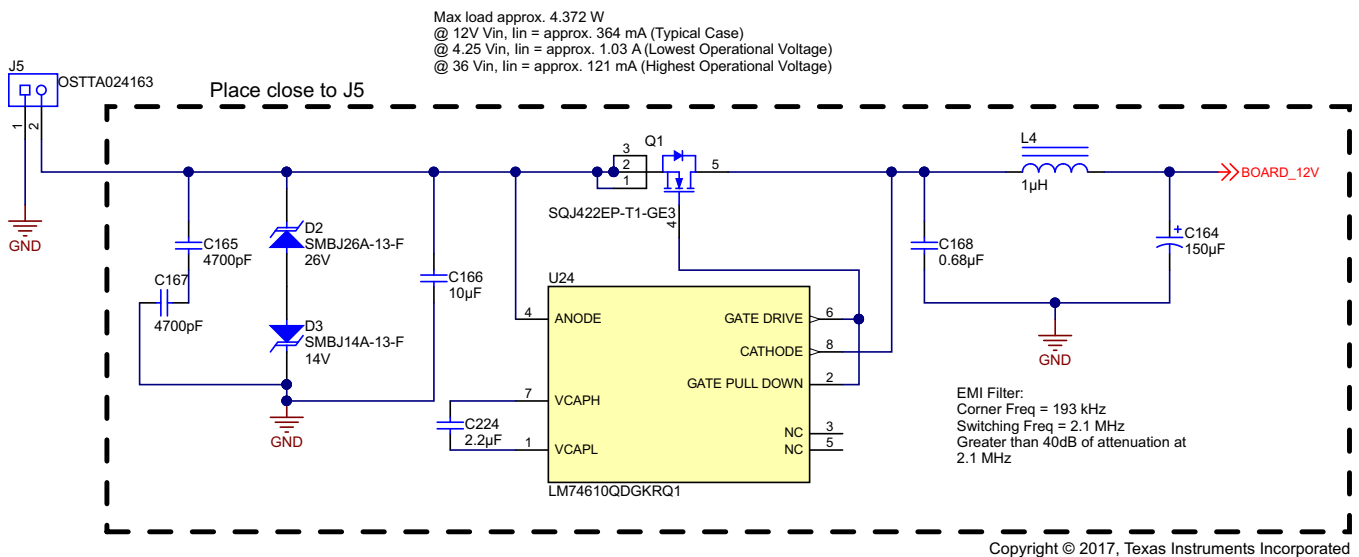 Max load approx. 4.372 W
@ 12V Vin, Iin = approx. 364 mA (Typical Case)
@ 4.25 Vin, Iin = approx. 1.03 A (Lowest Operational Voltage)
@ 36 Vin, Iin = approx. 121 mA (Highest Operational Voltage)
J5
OSTTA024163
1
2
GND
Place close to J5
C165
4700pF
C167
4700pF
D2
SMBJ26A-13-F
26V
D3
SMBJ14A-13-F
14V
GND
C166
10µF
Q1
3
2
1
5
4
SQJ422EP-T1-GE3
U24
4
ANODE
7
VCAPH
1
VCAPL
GATE DRIVE
6
CATHODE
8
GATE PULL DOWN
2
NC
3
NC
5
LM74610QDGKRQ1
C224
2.2µF
L4
1µH
C168
0.68µF
+
C164
150µF
GND
BOARD_12V
EMI Filter:
Corner Freq = 193 kHz
Switching Freq = 2.1 MHz
Greater than 40dB of attenuation at
2.1 MHz
Copyright © 2017, Texas Instruments Incorporated